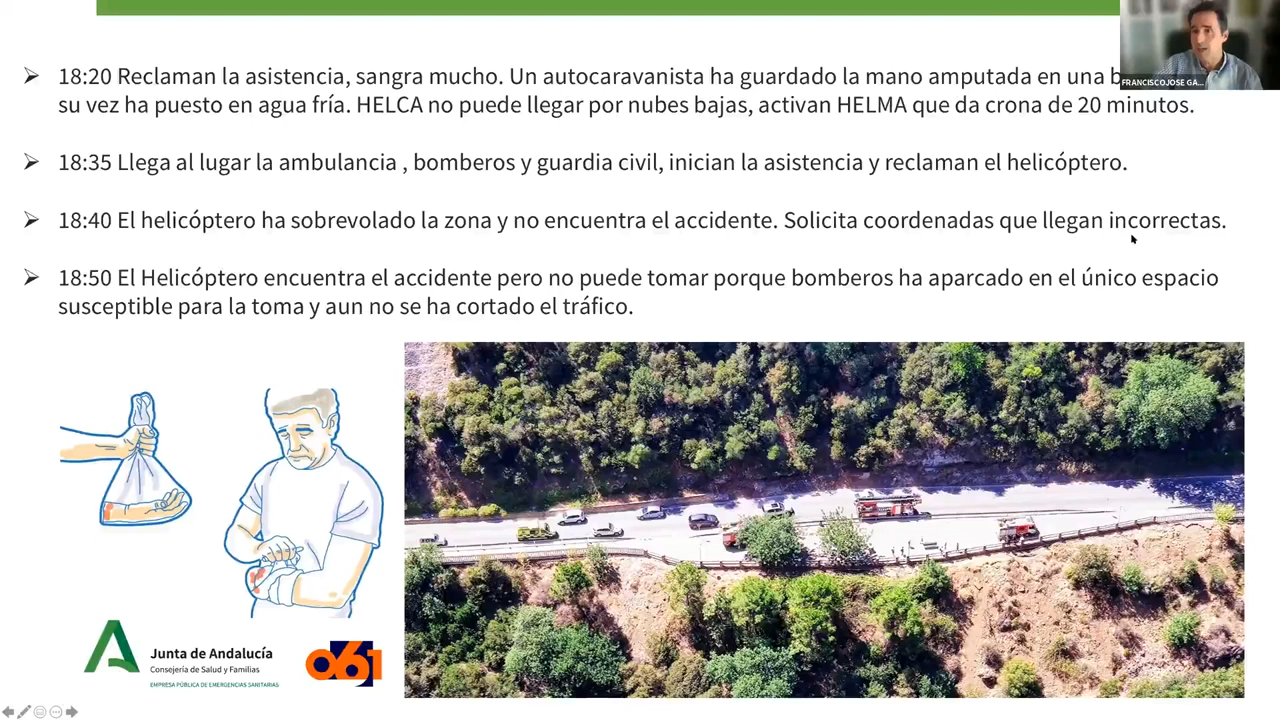 18:20 Reclaman la asistencia, sangra mucho. Un autocaravanista ha guardado la mano amputada en una
su vez ha puesto en agua fría. HELCA no puede llegar por nubes bajas, activan HELMA que da crona de 20 minutos.
18:35 Llega al lugar la ambulancia , bomberos y guardia civil, inician la asistencia y reclaman el helicóptero.
18:40 El helicóptero ha sobrevolado la zona y no encuentra el accidente. Solicita coordenadas que llegan incorrectas.
18:50 El Helicóptero encuentra el accidente pero no puede tomar porque bomberos ha aparcado en el único espacio
susceptible para la toma y aun no se ha cortado el tráfico.
FRANCISCOJOSE GA...
Junta de Andalucía
Consejería de Salud y Familias
EMPRESA PÚBLICA DE EMERGENCIAS SANITARIAS
061